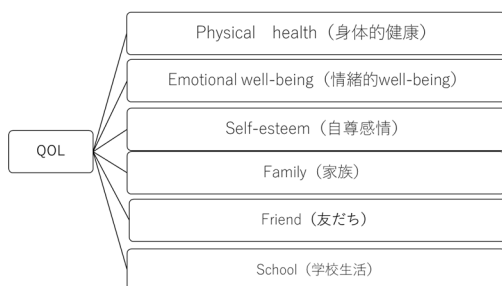 Physical　health（身体的健康）
Emotional well-being（情緒的well-being）
Self-esteem（自尊感情）
QOL
Family（家族）
Friend（友だち）
School（学校生活）